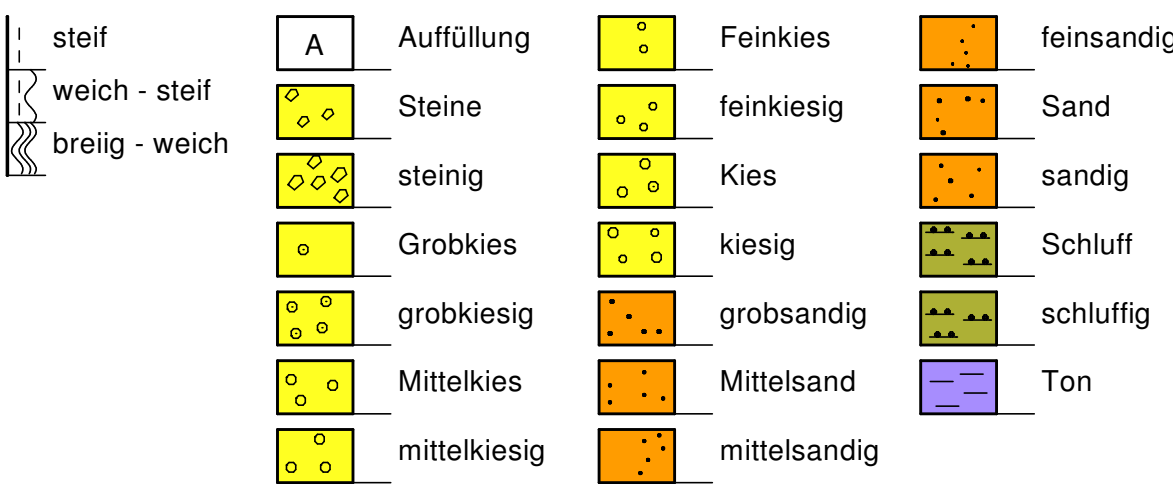 steif
weich - steif
breiig - weich
A Auffüllung
Steine
steinig
Grobkies
grobkiesig
Mittelkies
mittelkiesig
Feinkies
feinkiesig
Kies
kiesig
grobsandig
Mittelsand
mittelsandig
feinsandig
Sand
sandig
Schluff
schluffig
Ton